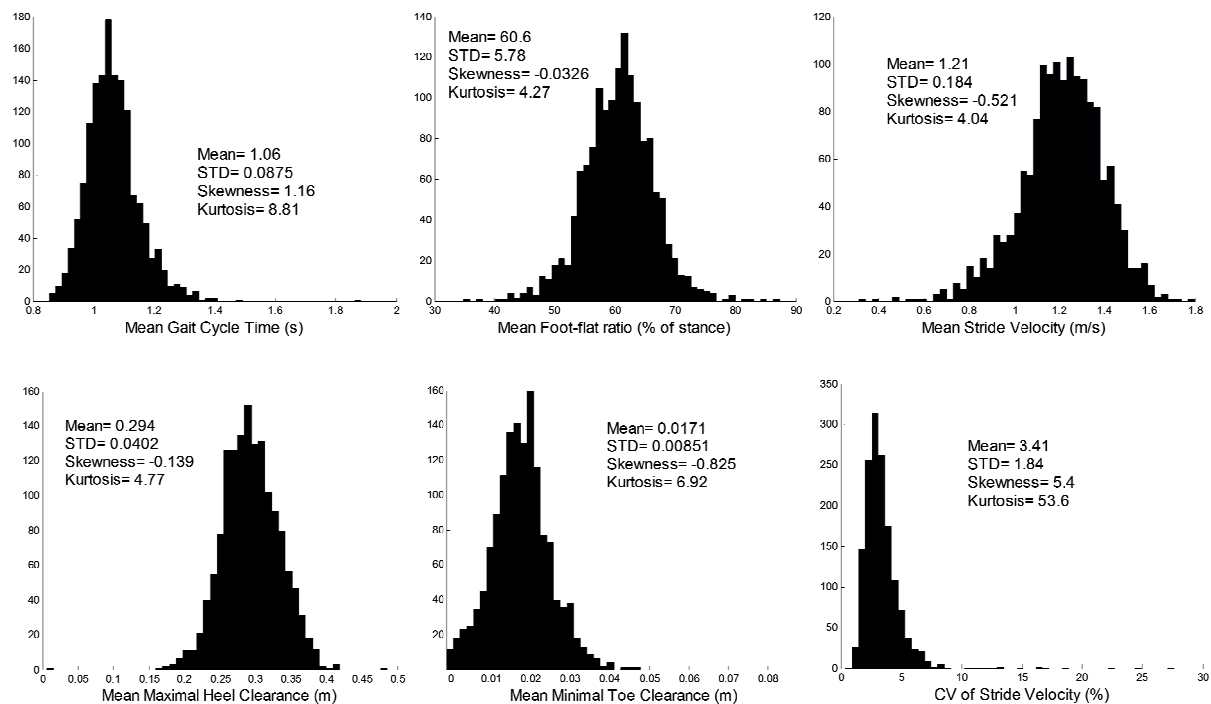 180
160
140
120
100
80
60
40
20
0
Mean= 1.06
STD= 0.0875
Skewness= 1.16
Kurtosis= 8.81
0.8 1 1.2 1.4 1.6 1.8 2
Mean Gait Cycle Time (s)
140
120
100
80
60
40
20
0
Mean= 60.6
STD= 5.78
Skewness= -0.0326
Kurtosis= 4.27
30 40 50 60 70 80 90
Mean Foot-flat ratio (% of stance)
120
100
80
60
40
20
0
Mean= 1.21
STD= 0.184
Skewness= -0.521
Kurtosis= 4.04
0.2 0.4 0.6 0.8 1 1.2 1.4 1.6 1.8
Mean Stride Velocity (m/s)
160
140
120
100
80
60
40
20
0
Mean= 0.294
STD= 0.0402
Skewness= -0.139
Kurtosis= 4.77
0 0.05 0.1 0.15 0.2 0.25 0.3 0.35 0.4 0.45 0.5
Mean Maximal Heel Clearance (m)
160
140
120
160
80
60
40
20
0
Mean= 0.0171
STD= 0.00851
Skewness= -0.825
Kurtosis= 6.92
0 0.01 0.02 0.03 0.04 0.05 0.06 0.07 0.08
Mean Minimal Toe Clearance (m)
350
300
250
200
150
100
50
0
Mean= 3.41
STD= 1.84
Skewness= 5.4
Kurtosis= 53.6
0 5 10 15 20 25 30
CV of Stride Velocity (%)